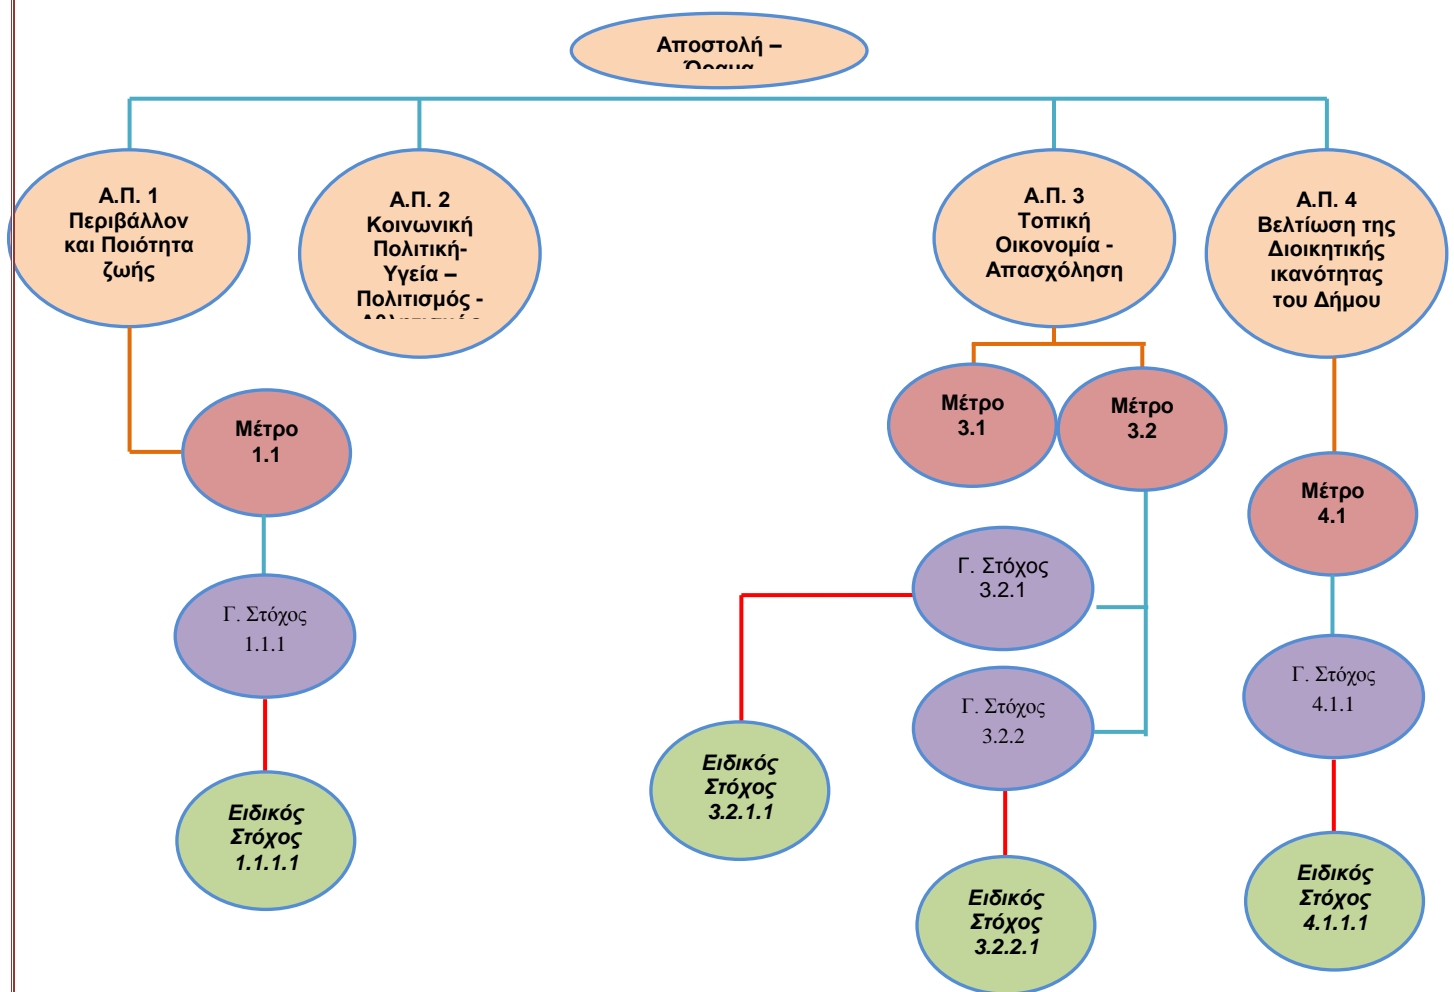 Αποστολή –
Όραμα
Α.Π. 1
Περιβάλλον
και Ποιότητα
ζωής
Α.Π. 2
Κοινωνική
Πολιτική-
Υγεία –
Πολιτισμός -
Αθλητισμός
Α.Π. 3
Τοπική
Οικονομία -
Απασχόληση
Α.Π. 4
Βελτίωση της
Διοικητικής
ικανότητας
του Δήμου
Μέτρο
1.1
Μέτρο
3.1
Μέτρο
3.2
Μέτρο
4.1
Γ. Στόχος
1.1.1
Γ. Στόχος
3.2.1
Γ. Στόχος
3.2.2
Γ. Στόχος
4.1.1
Ειδικός
Στόχος
1.1.1.1
Ειδικός
Στόχος
3.2.1.1
Ειδικός
Στόχος
3.2.2.1
Ειδικός
Στόχος
4.1.1.1